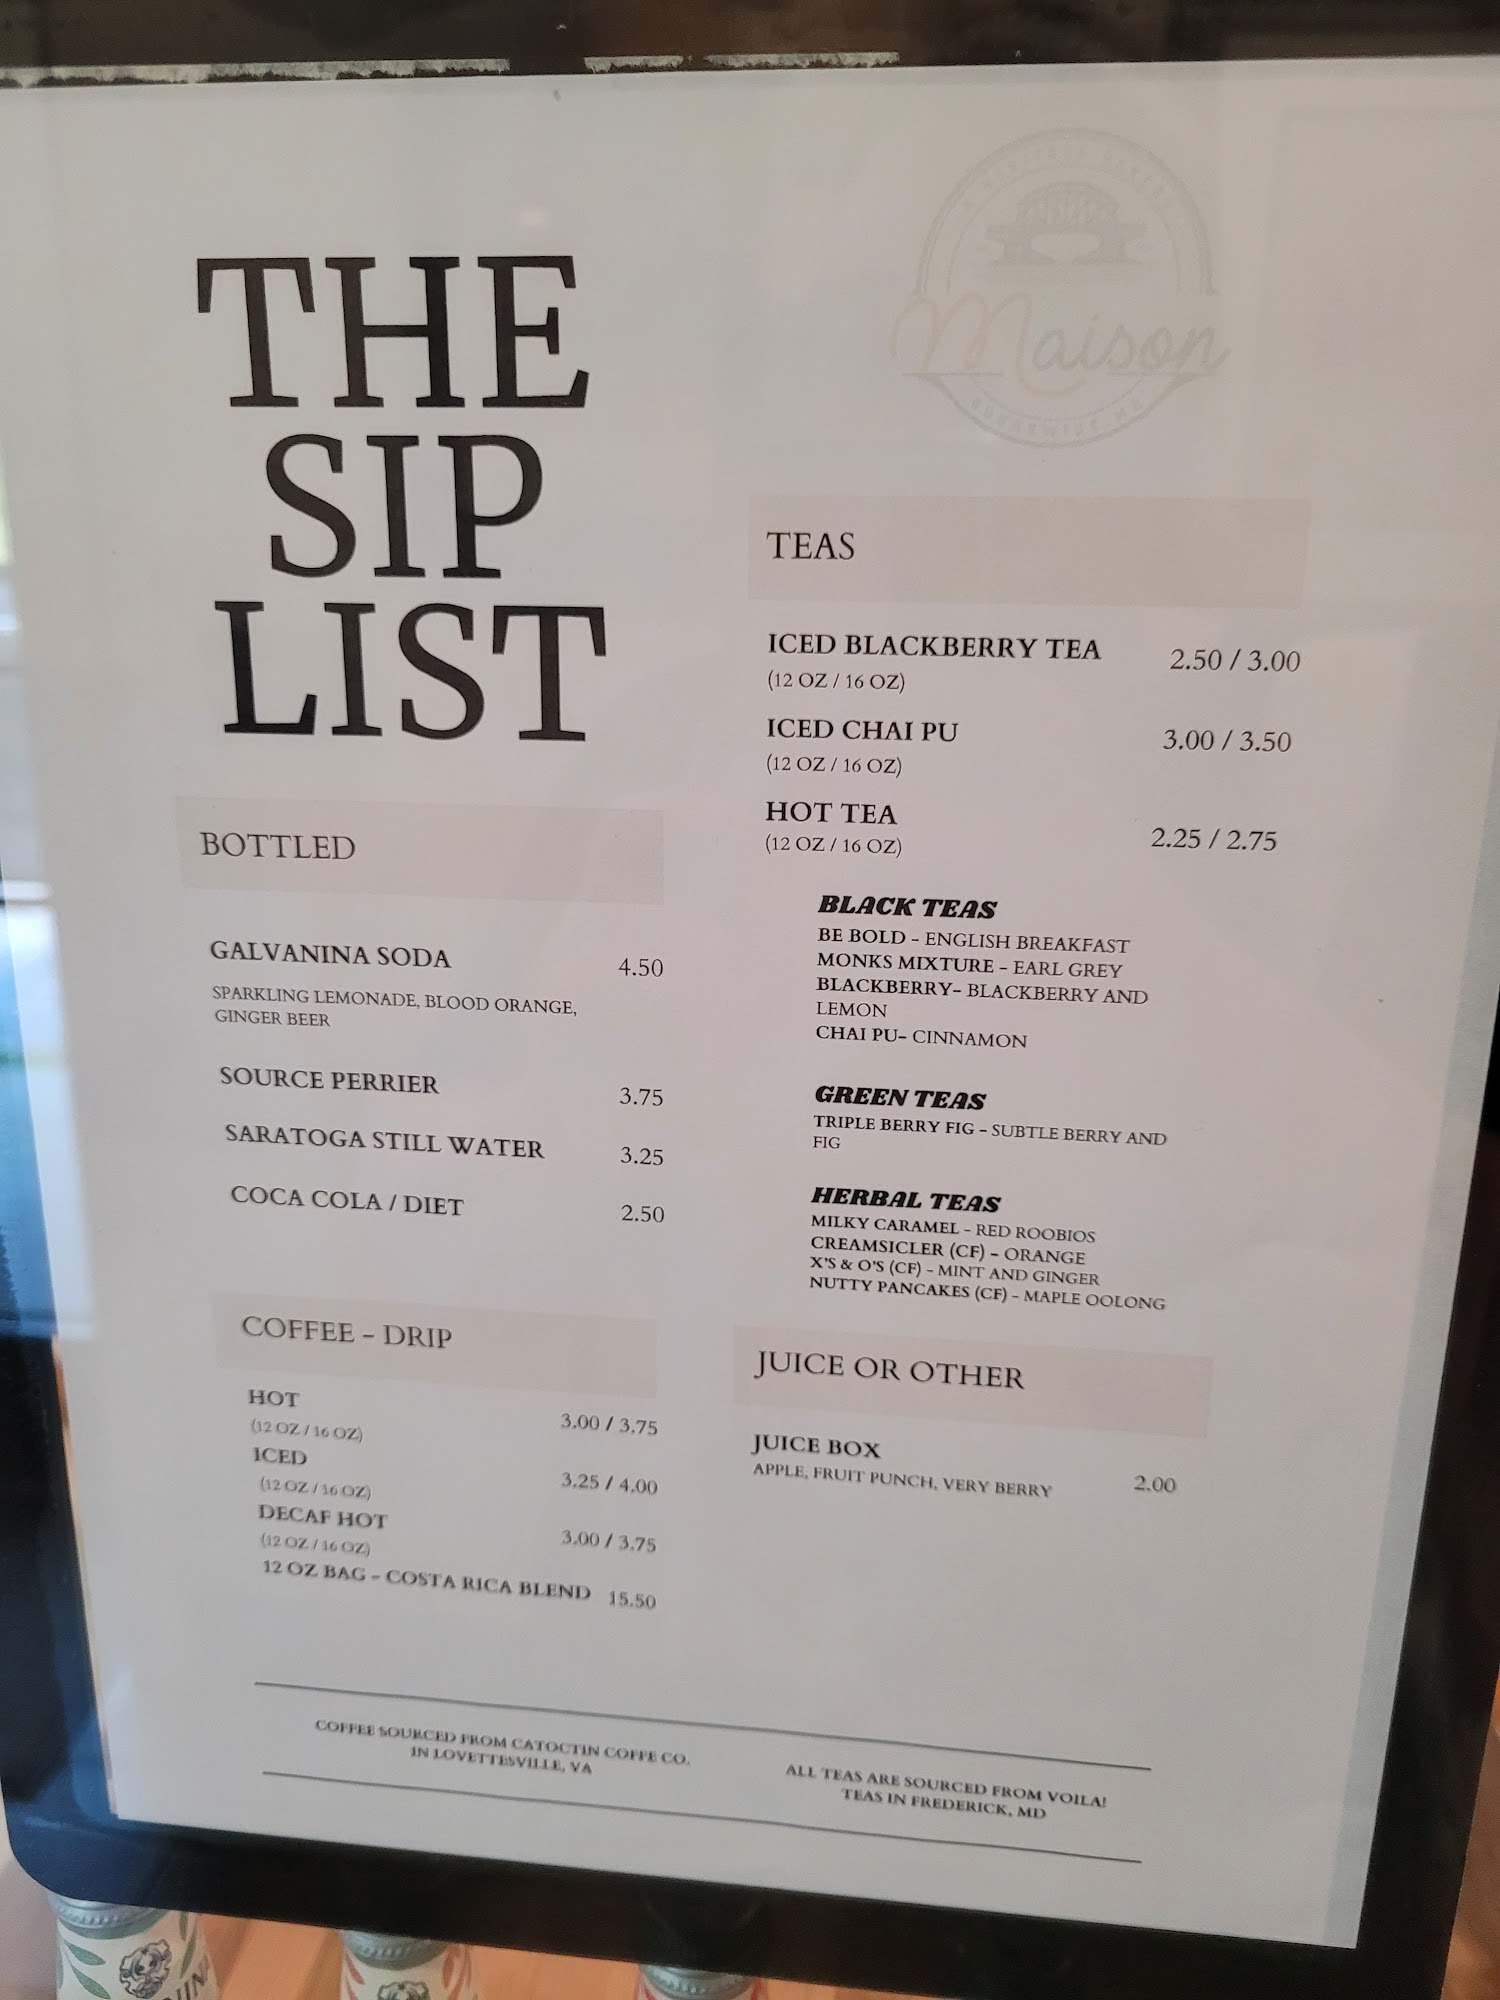 THE
SIP
LIST
A HERITAGE BAKERY
Maison
BOTTLED
GALVANINA SODA 4.50
SPARKLING LEMONADE, BLOOD ORANGE,
GINGER BEER
SOURCE PERRIER 3.75
SARATOGA STILL WATER 3.25
COCA COLA / DIET 2.50
COFFEE - DRIP
HOT
(12 OZ / 16 OZ) 3.00 / 3.75
ICED
(12 OZ / 16 OZ) 3.25 / 4.00
DECAF HOT
(12 OZ / 16 OZ) 3.00 / 3.75
12 OZ BAG - COSTA RICA BLEND 15.50
TEAS
ICED BLACKBERRY TEA 2.50 / 3.00
(12 OZ / 16 OZ)
ICED CHAI PU 3.00 / 3.50
(12 OZ / 16 OZ)
HOT TEA 2.25 / 2.75
(12 OZ / 16 OZ)
BLACK TEAS
BE BOLD - ENGLISH BREAKFAST
MONKS MIXTURE - EARL GREY
BLACKBERRY- BLACKBERRY AND
LEMON
CHAI PU- CINNAMON
GREEN TEAS
TRIPLE BERRY FIG - SUBTLE BERRY AND
FIG
HERBAL TEAS
MILKY CARAMEL - RED ROOBIOS
CREAMSICLER (CF) - ORANGE
X'S & O'S (CF) - MINT AND GINGER
NUTTY PANCAKES (CF) - MAPLE OOLONG
JUICE OR OTHER
JUICE BOX
APPLE, FRUIT PUNCH, VERY BERRY 2.00
COFFEE SOURCED FROM CATOCTIN COFFE CO.
IN LOVETTESVILLE, VA
ALL TEAS ARE SOURCED FROM VOILA!
TEAS IN FREDERICK, MD